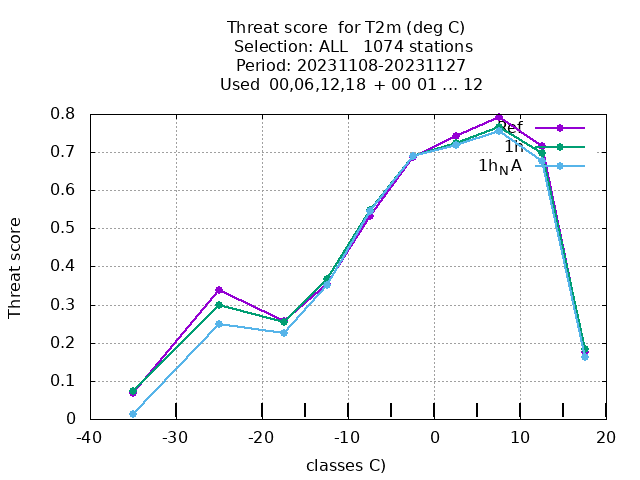 Threat score  for T2m (deg C)
Selection: ALL   1074 stations
Period: 20231108-20231127
Used  00,06,12,18  + 00 01 ... 12
0.8
0.7
0.6
0.5
0.4
0.3
0.2
0.1
0
Threat score
Ref
1h
1hNA
-40 -30 -20 -10 0 10 20
classes C)